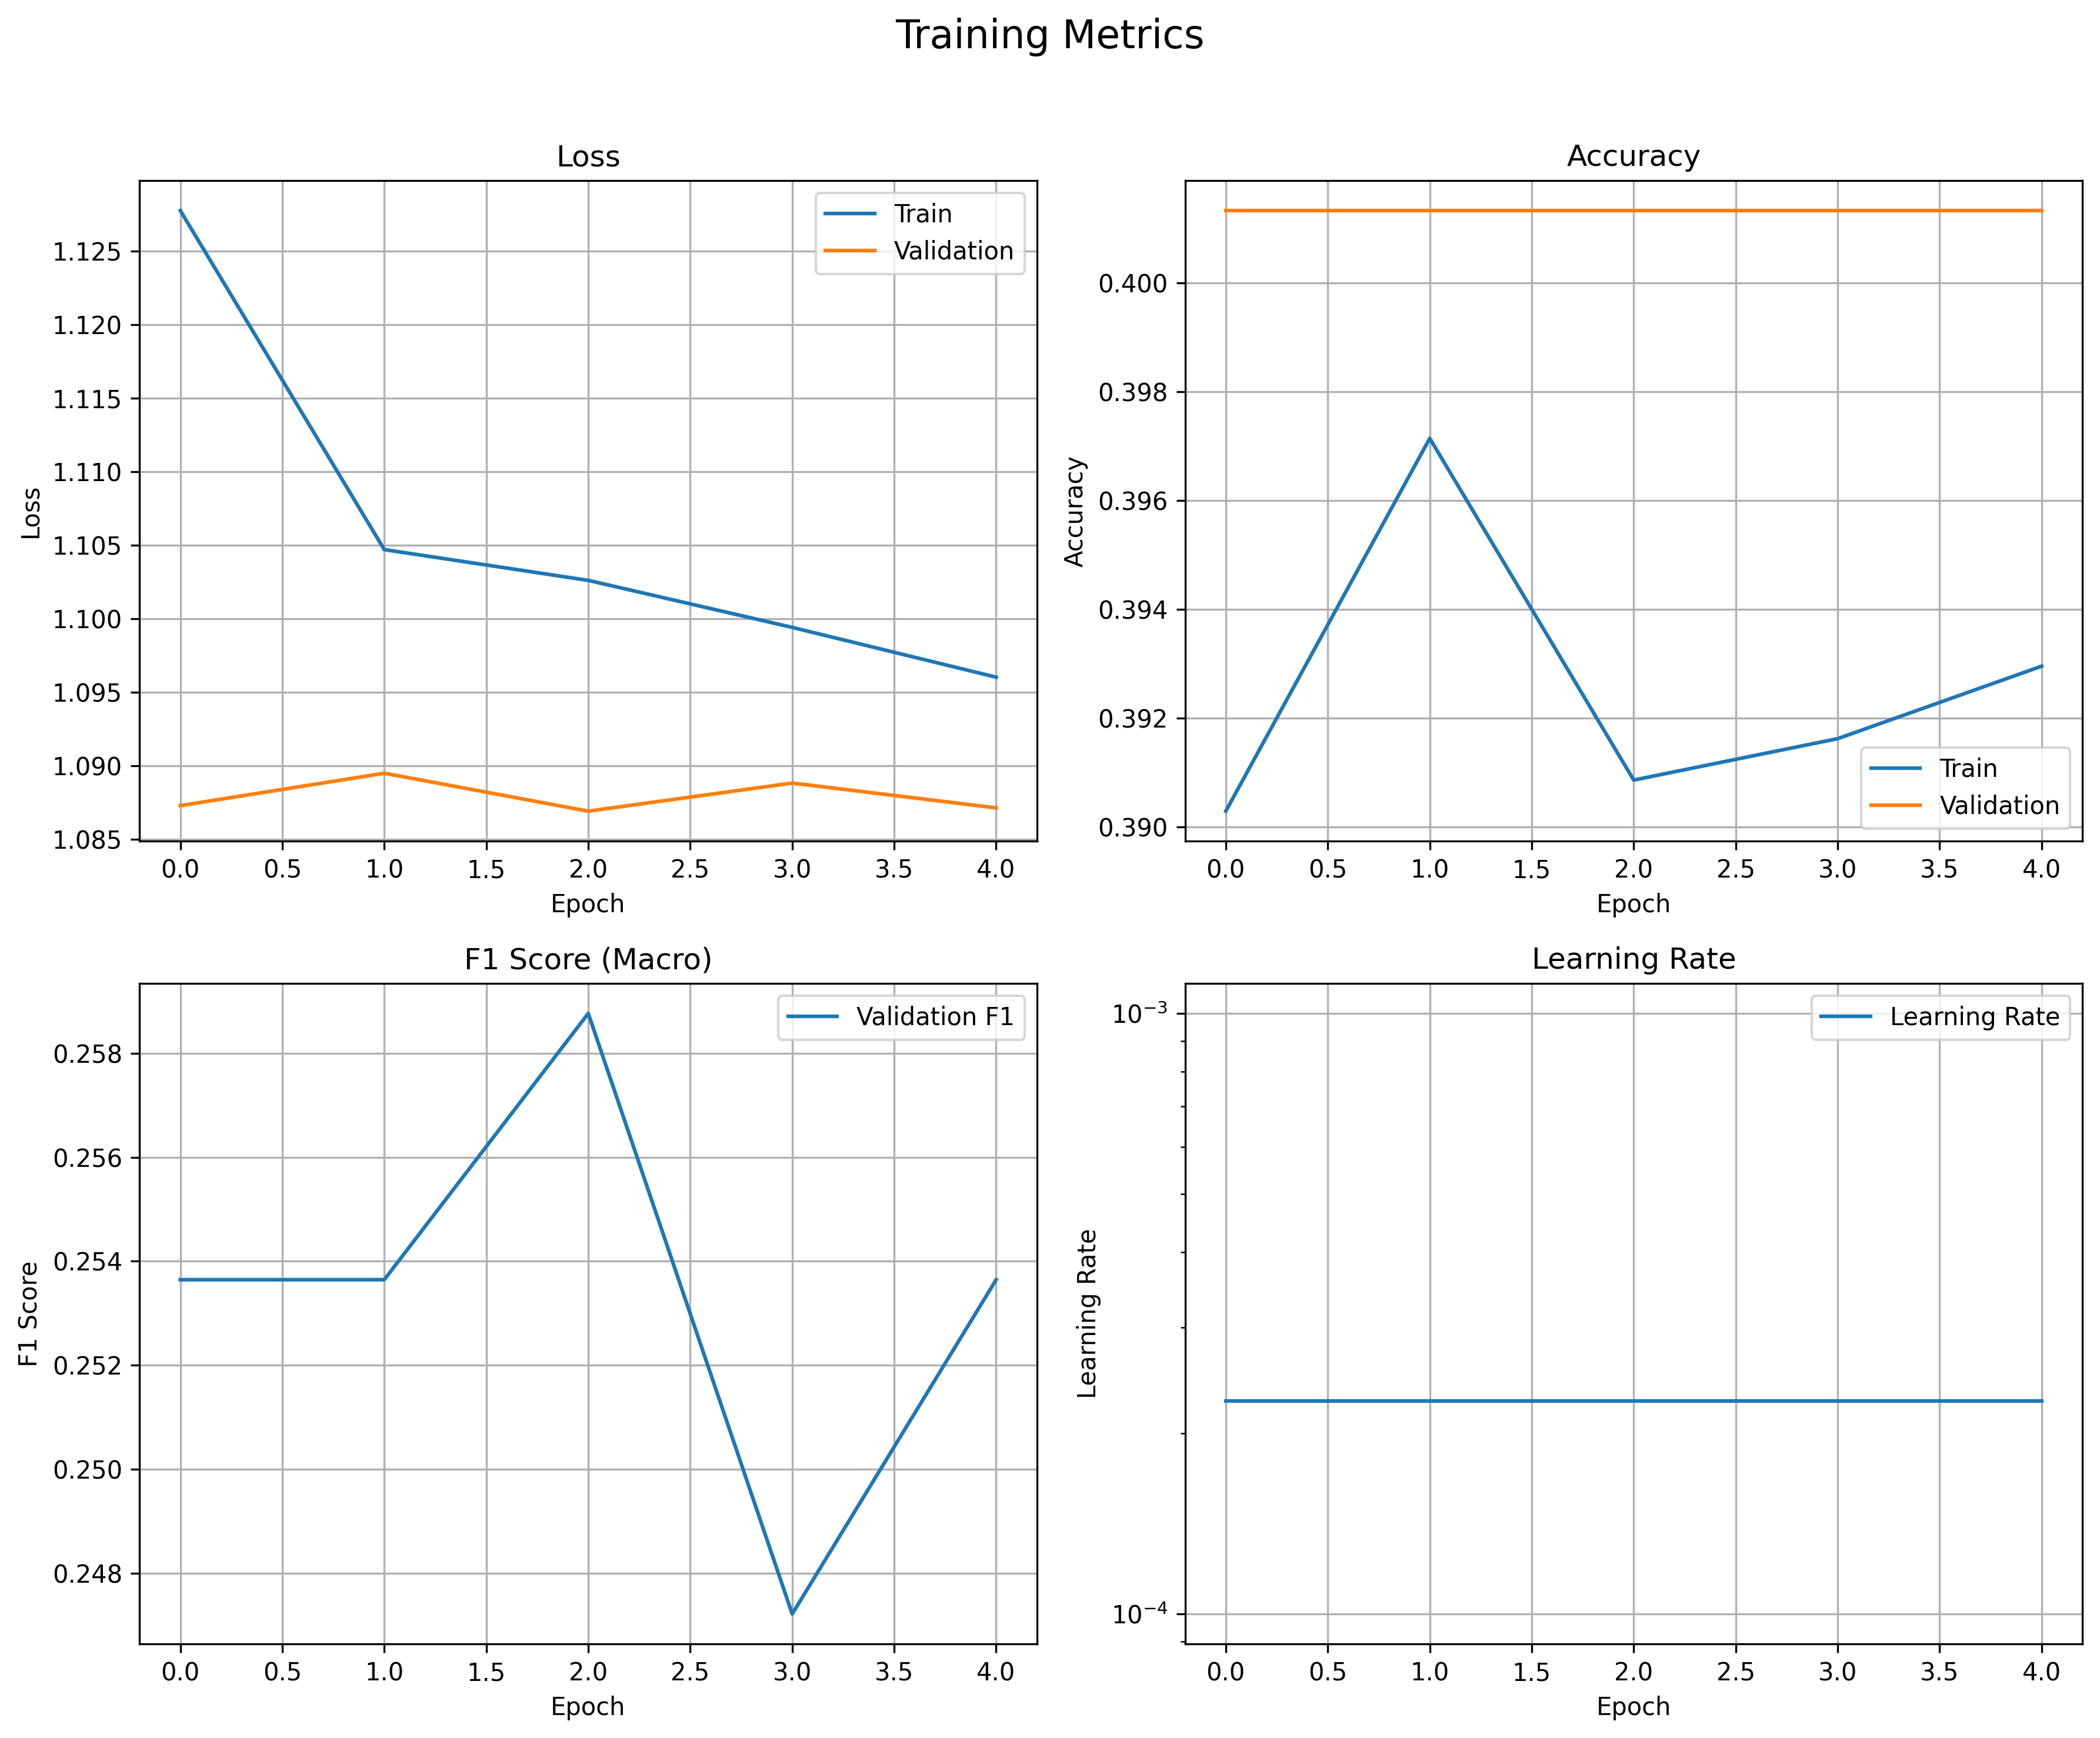 Training Metrics
Loss
1.125
1.120
1.115
1.110
1.105
1.100
1.095
1.090
1.085
Loss
Train
Validation
0.0 0.5 1.0 1.5 2.0 2.5 3.0 3.5 4.0
Epoch
Accuracy
0.400
0.398
0.396
0.394
0.392
0.390
Accuracy
Train
Validation
0.0 0.5 1.0 1.5 2.0 2.5 3.0 3.5 4.0
Epoch
F1 Score (Macro)
0.258
0.256
0.254
0.252
0.250
0.248
F1 Score
Validation F1
0.0 0.5 1.0 1.5 2.0 2.5 3.0 3.5 4.0
Epoch
Learning Rate
10⁻³
10⁻⁴
Learning Rate
Learning Rate
0.0 0.5 1.0 1.5 2.0 2.5 3.0 3.5 4.0
Epoch